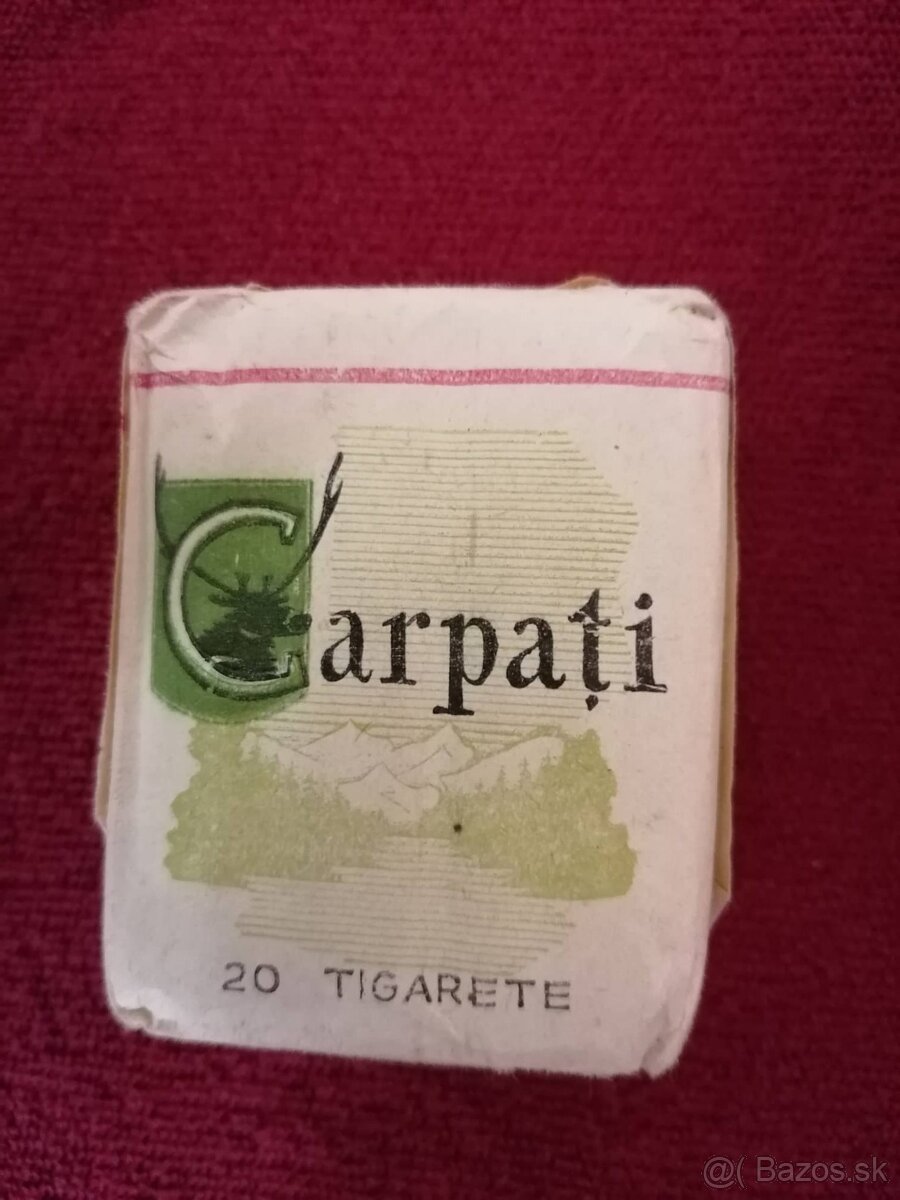 Carpați
20 TIGARETE
@( Bazos.sk